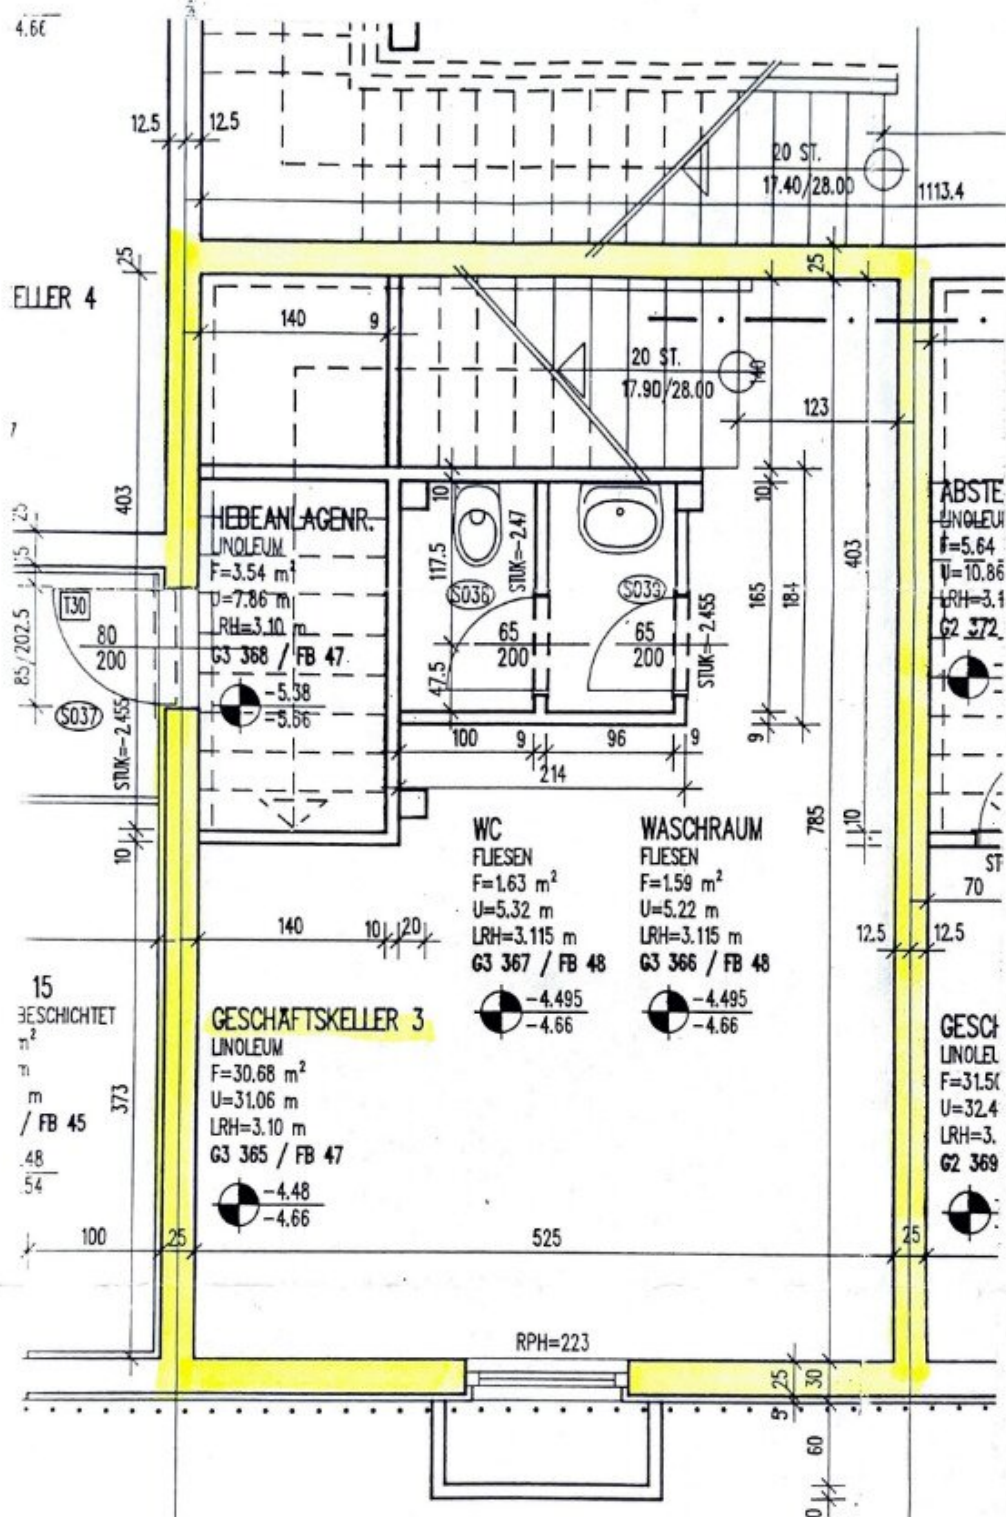 4.66
12.5
12.5
20 ST.
17.40/28.00
1113.4
25
25
ELLER 4
140
9
20 ST.
17.90/28.00
140
123
403
10
10
403
HEBEANLAGENR.
LINOLEUM
F=3.54 m²
U=7.86 m
LRH=3.10 m
G3 368 / FB 47
-5.38
-5.66
117.5
STUK=-2.47
S036
S039
165
184
ABSTE
LINOLEU
F=5.64
U=10.86
LRH=3.1
G2 372
25
85/202.5
T30
80
200
S037
STUK=-2.455
65
200
65
200
47.5
STUK=-2.455
100
9
96
9
9
214
785
10
10
WC
FLIESEN
F=1.63 m²
U=5.32 m
LRH=3.115 m
G3 367 / FB 48
-4.495
-4.66
WASCHRAUM
FLIESEN
F=1.59 m²
U=5.22 m
LRH=3.115 m
G3 366 / FB 48
-4.495
-4.66
ST
70
140
10
20
12.5
12.5
15
BESCHICHTET
m²
m
m
/ FB 45
.48
.54
373
GESCHÄFTSKELLER 3
LINOLEUM
F=30.68 m²
U=31.06 m
LRH=3.10 m
G3 365 / FB 47
-4.48
-4.66
GESCH
LINOLEU
F=31.50
U=32.4
LRH=3.
G2 369
100
25
525
25
RPH=223
25
30
5
60